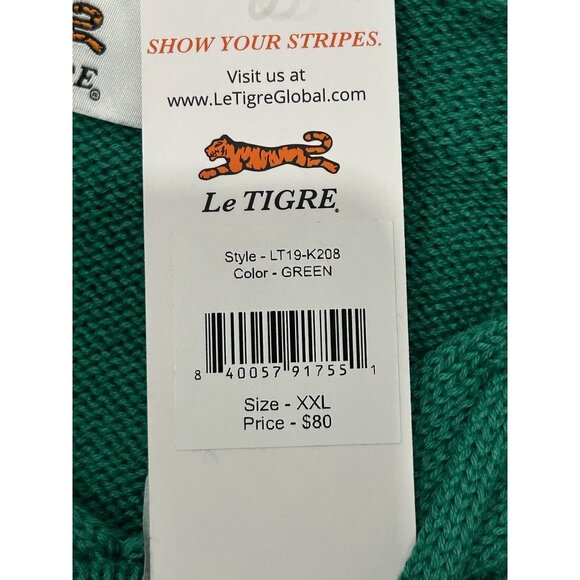 SHOW YOUR STRIPES.
Visit us at
www.LeTigreGlobal.com
Le TIGRE®
Style - LT19-K208
Color - GREEN
8 40057 91755 1
Size - XXL
Price - $80